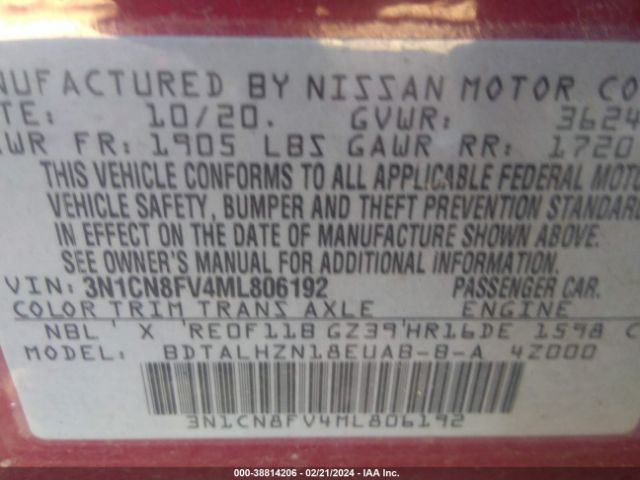 NUFACTURED BY NISSAN MOTOR CO
TE: 10/20. GVWR: 3624
WR FR: 1905 LBS GAWR RR: 1720
THIS VEHICLE CONFORMS TO ALL APPLICABLE FEDERAL MOTO
VEHICLE SAFETY, BUMPER AND THEFT PREVENTION STANDAR
IN EFFECT ON THE DATE OF MANUFACTURE SHOWN ABOVE.
SEE OWNER'S MANUAL FOR ADDITIONAL INFORMATION.
VIN: 3N1CN8FV4ML806192 PASSENGER CAR.
COLOR TRIM TRANS AXLE ENGINE
NBL X RE0F11B GZ39 HR16DE 1598 C
MODEL: BDTALHZN18EUAB-B-A 4Z000
3N1CN8FV4ML806192
000-38814206 - 02/21/2024 - IAA Inc.